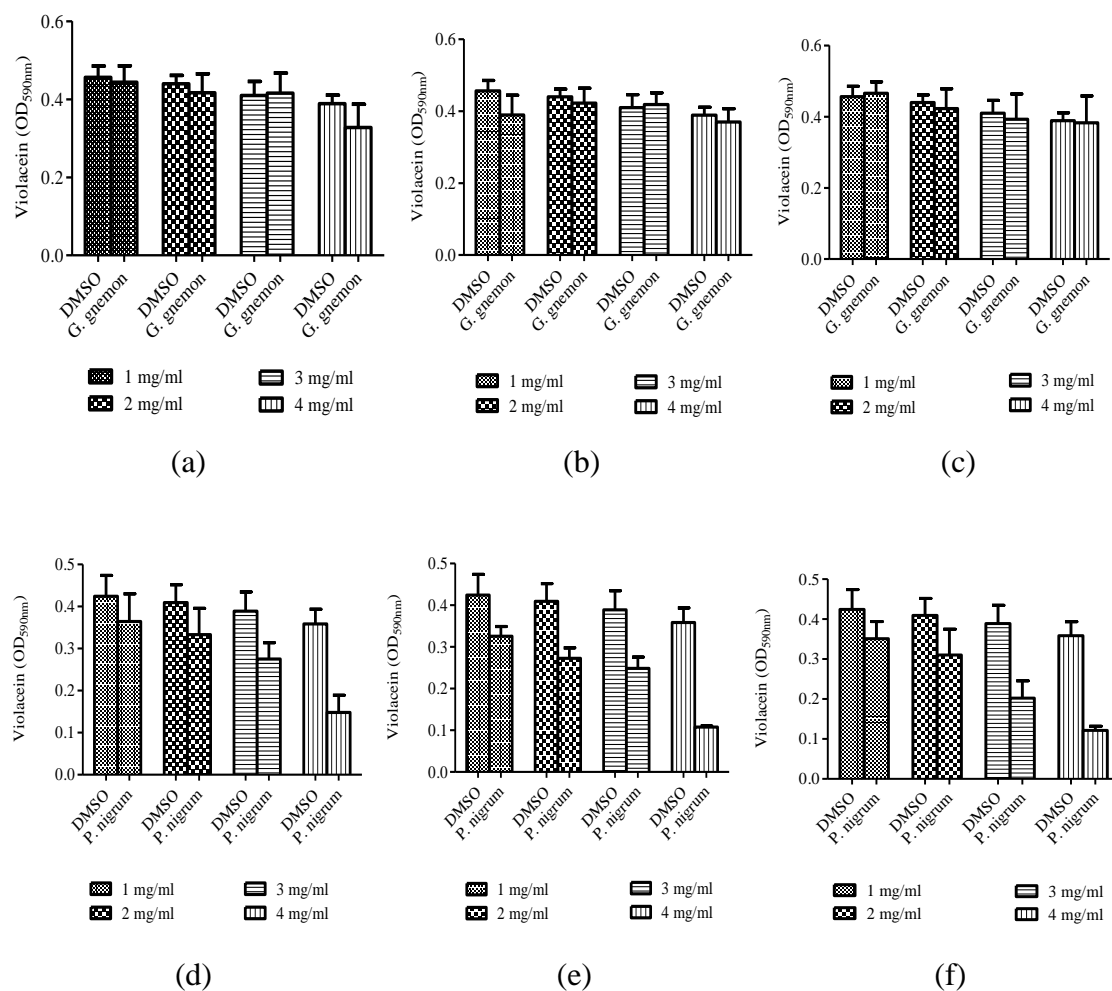 0.6
0.4
0.2
0.0
Violacein (OD590nm)
DMSO
G. gnemon
DMSO
G. gnemon
DMSO
G. gnemon
DMSO
G. gnemon
1 mg/ml
3 mg/ml
2 mg/ml
4 mg/ml
(a)
0.6
0.4
0.2
0.0
Violacein (OD590nm)
DMSO
G. gnemon
DMSO
G. gnemon
DMSO
G. gnemon
DMSO
G. gnemon
1 mg/ml
3 mg/ml
2 mg/ml
4 mg/ml
(b)
0.6
0.4
0.2
0.0
Violacein (OD590nm)
DMSO
G. gnemon
DMSO
G. gnemon
DMSO
G. gnemon
DMSO
G. gnemon
1 mg/ml
3 mg/ml
2 mg/ml
4 mg/ml
(c)
0.5
0.4
0.3
0.2
0.1
0.0
Violacein (OD590nm)
DMSO
P. nigrum
DMSO
P. nigrum
DMSO
P. nigrum
DMSO
P. nigrum
1 mg/ml
3 mg/ml
2 mg/ml
4 mg/ml
(d)
0.5
0.4
0.3
0.2
0.1
0.0
Violacein (OD590nm)
DMSO
P. nigrum
DMSO
P. nigrum
DMSO
P. nigrum
DMSO
P. nigrum
1 mg/ml
3 mg/ml
2 mg/ml
4 mg/ml
(e)
0.5
0.4
0.3
0.2
0.1
0.0
Violacein (OD590nm)
DMSO
P. nigrum
DMSO
P. nigrum
DMSO
P. nigrum
DMSO
P. nigrum
1 mg/ml
3 mg/ml
2 mg/ml
4 mg/ml
(f)